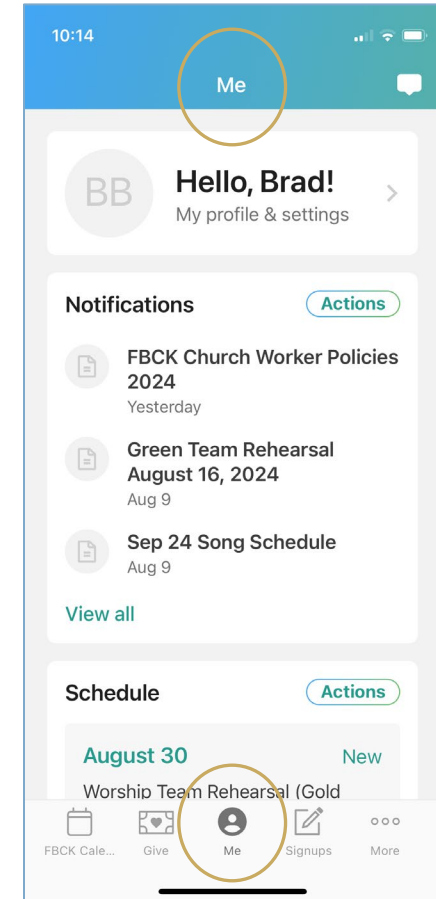 10:14
Me
BB
Hello, Brad!
My profile & settings
Notifications
Actions
FBCK Church Worker Policies
2024
Yesterday
Green Team Rehearsal
August 16, 2024
Aug 9
Sep 24 Song Schedule
Aug 9
View all
Schedule
Actions
August 30
New
Worship Team Rehearsal (Gold
FBCK Cale...
Give
Me
Signups
More